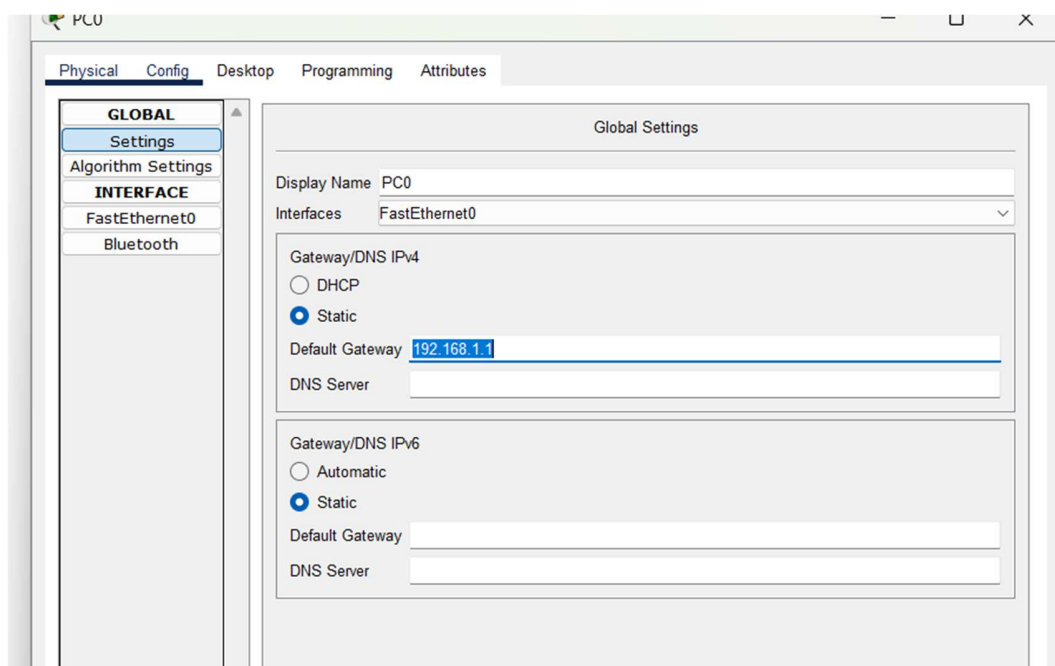 PC0
Physical Config Desktop Programming Attributes
GLOBAL
Settings
Algorithm Settings
INTERFACE
FastEthernet0
Bluetooth
Global Settings
Display Name PC0
Interfaces FastEthernet0
Gateway/DNS IPv4
DHCP
Static
Default Gateway 192.168.1.1
DNS Server
Gateway/DNS IPv6
Automatic
Static
Default Gateway
DNS Server